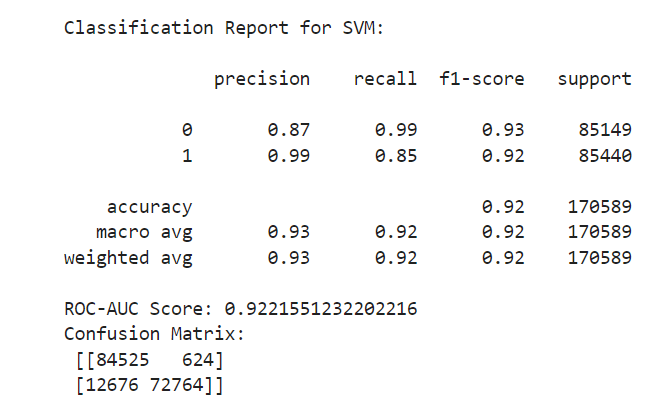 Classification Report for SVM:
precision recall f1-score support
0 0.87 0.99 0.93 85149
1 0.99 0.85 0.92 85440
accuracy 0.92 170589
macro avg 0.93 0.92 0.92 170589
weighted avg 0.93 0.92 0.92 170589
ROC-AUC Score: 0.9221551232202216
Confusion Matrix:
[[84525 624]
[12676 72764]]